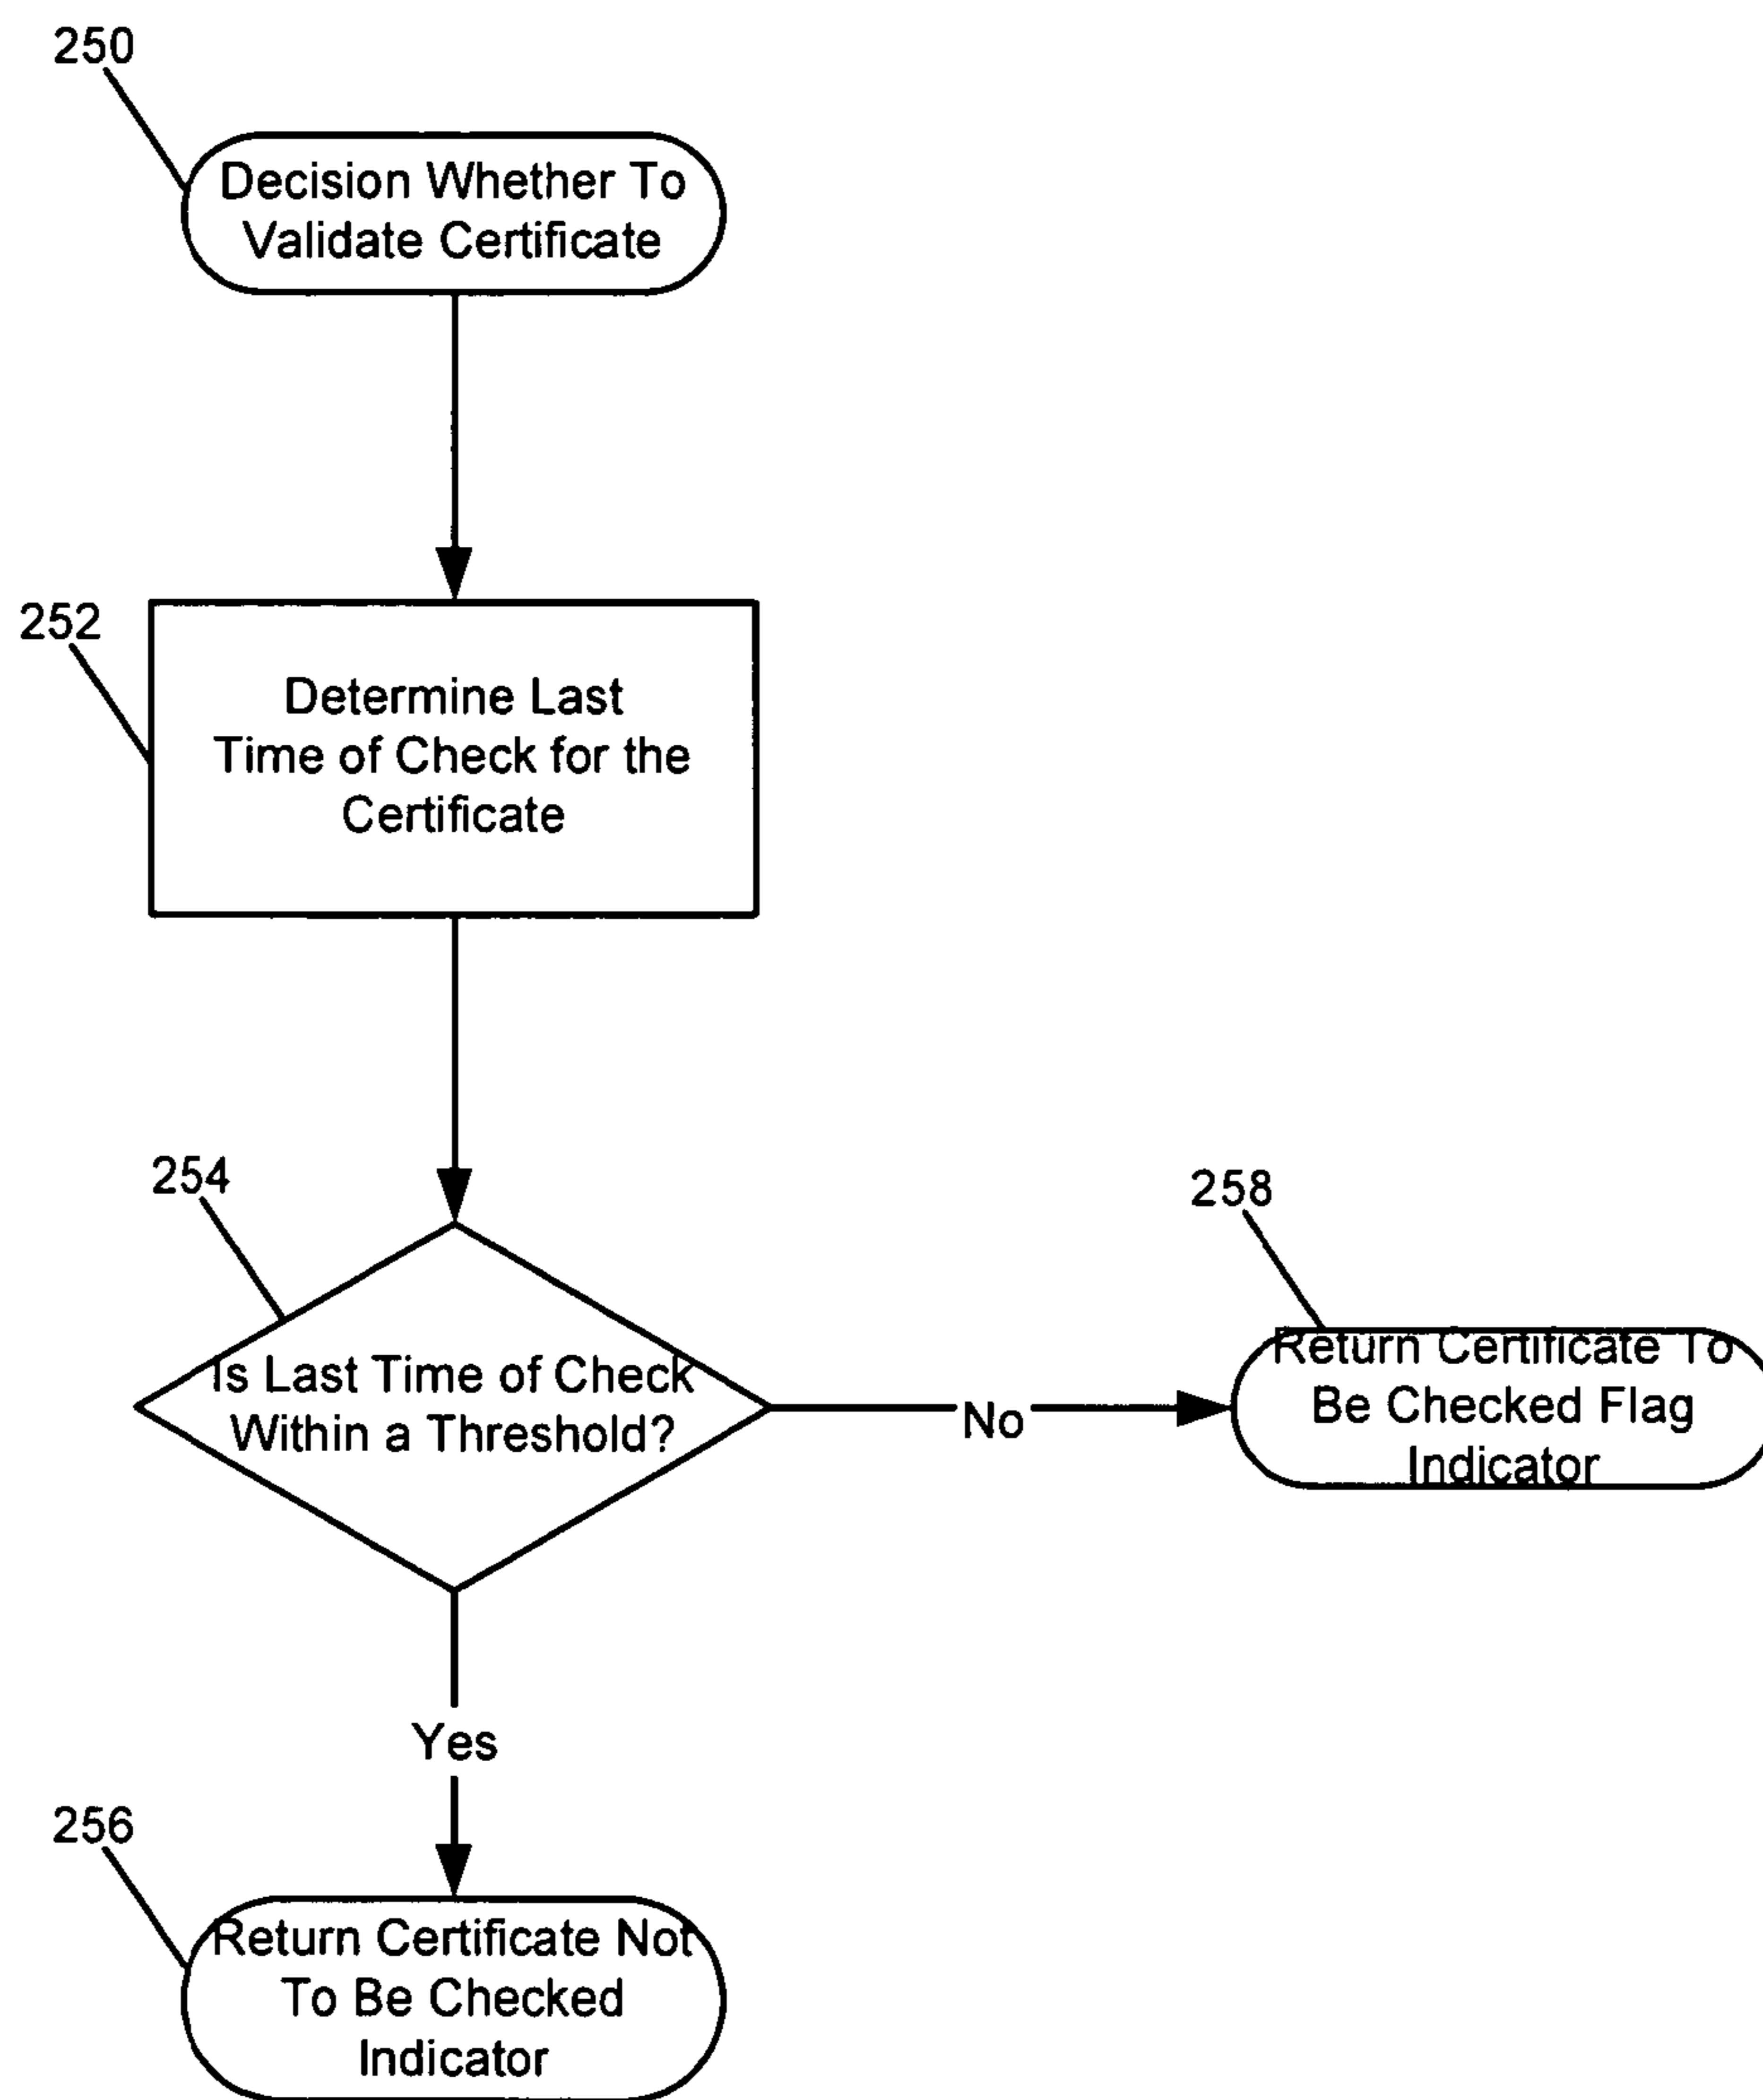 250
Decision Whether To
Validate Certificate
252
Determine Last
Time of Check for the
Certificate
254
Is Last Time of Check
Within a Threshold?
No
258
Return Certificate To
Be Checked Flag
Indicator
Yes
256
Return Certificate Not
To Be Checked
Indicator